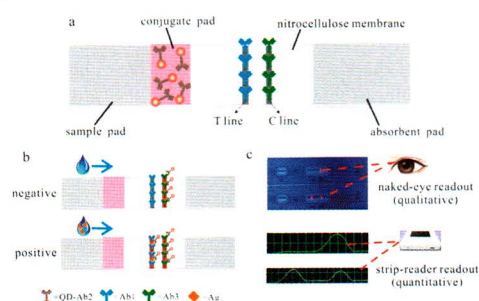 a
conjugate pad
nitrocellulose membrane
sample pad
T line
C line
absorbent pad
b
negative
positive
QD-Ab2
Ab1
Ab3
Ag
c
naked-eye readout
(qualitative)
strip-reader readout
(quantitative)